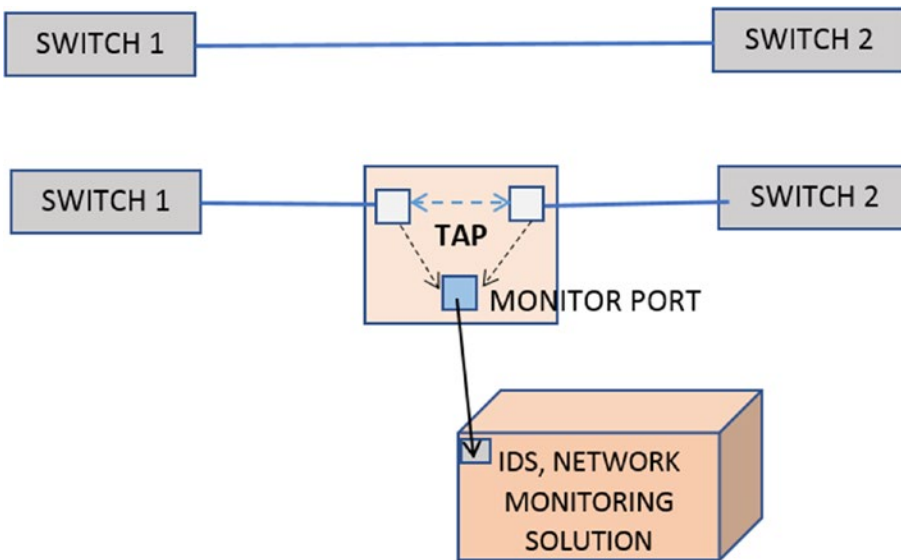 SWITCH 1
SWITCH 2
SWITCH 1
SWITCH 2
TAP
MONITOR PORT
IDS, NETWORK
MONITORING
SOLUTION